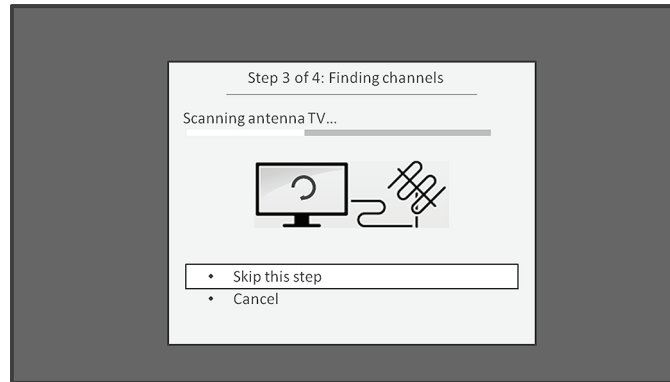 Step 3 of 4: Finding channels
Scanning antenna TV...
• Skip this step
• Cancel